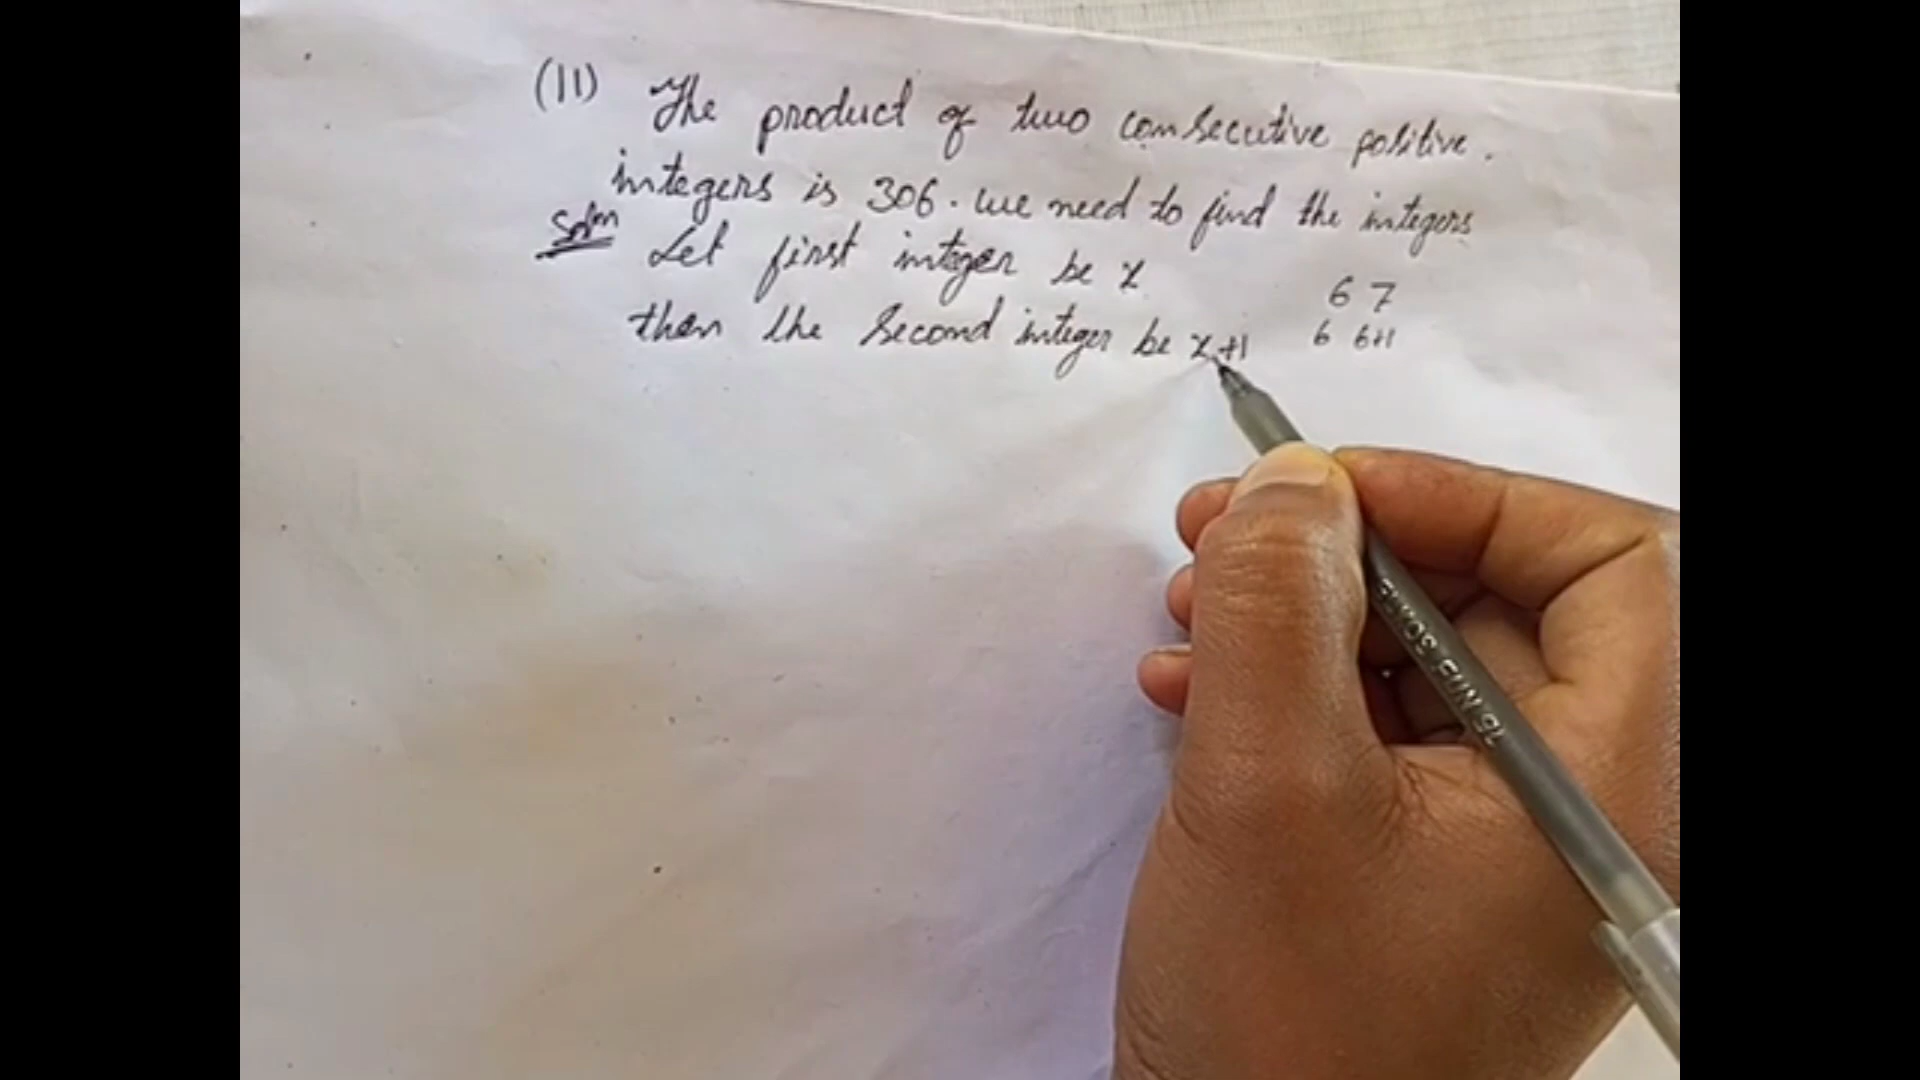 (11) The product of two consecutive positive.
integers is 306. we need to find the integers
Soln Let first integer be x
6 7
then the second integer be x+1
6 6+1